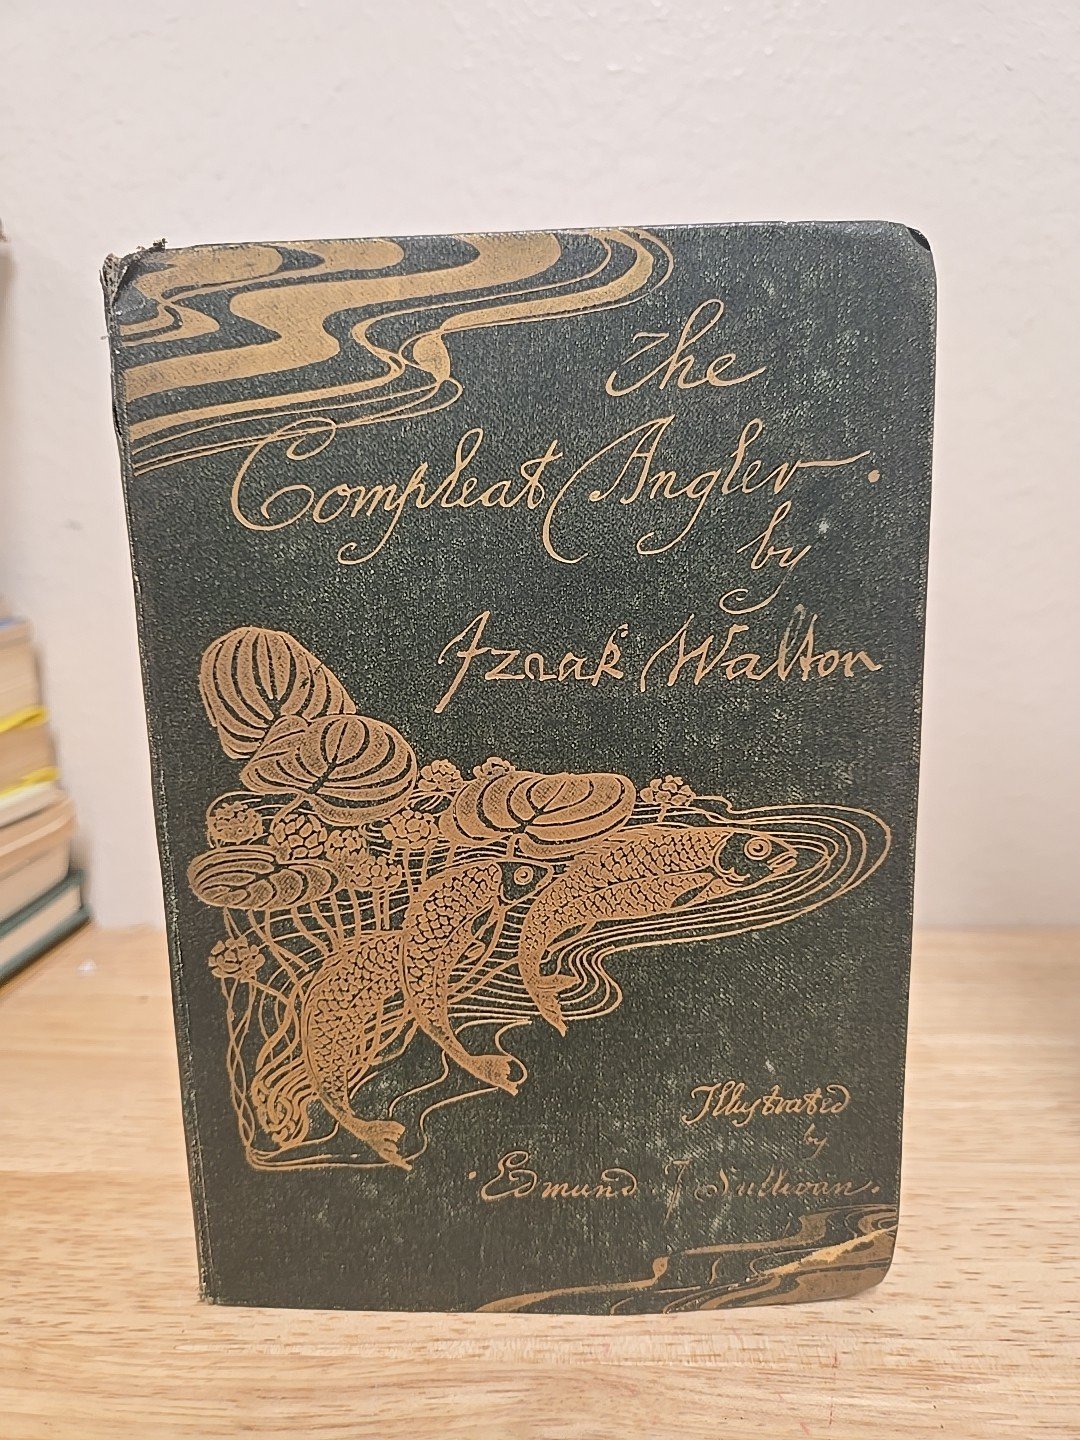 The
Compleat Angler.
by
Izaak Walton
Illustrated
by
Edmund J Sullivan.